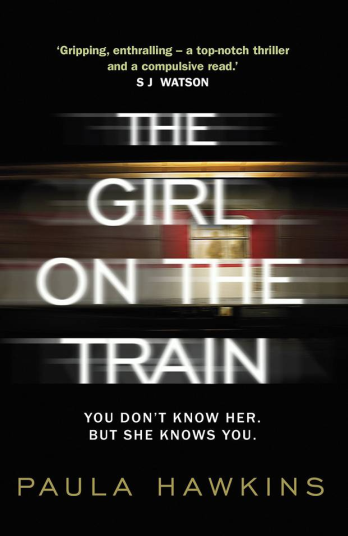 ‘Gripping, enthralling – a top-notch thriller
and a compulsive read.’
S J WATSON
THE
GIRL
ON THE
TRAIN
YOU DON’T KNOW HER.
BUT SHE KNOWS YOU.
PAULA HAWKINS